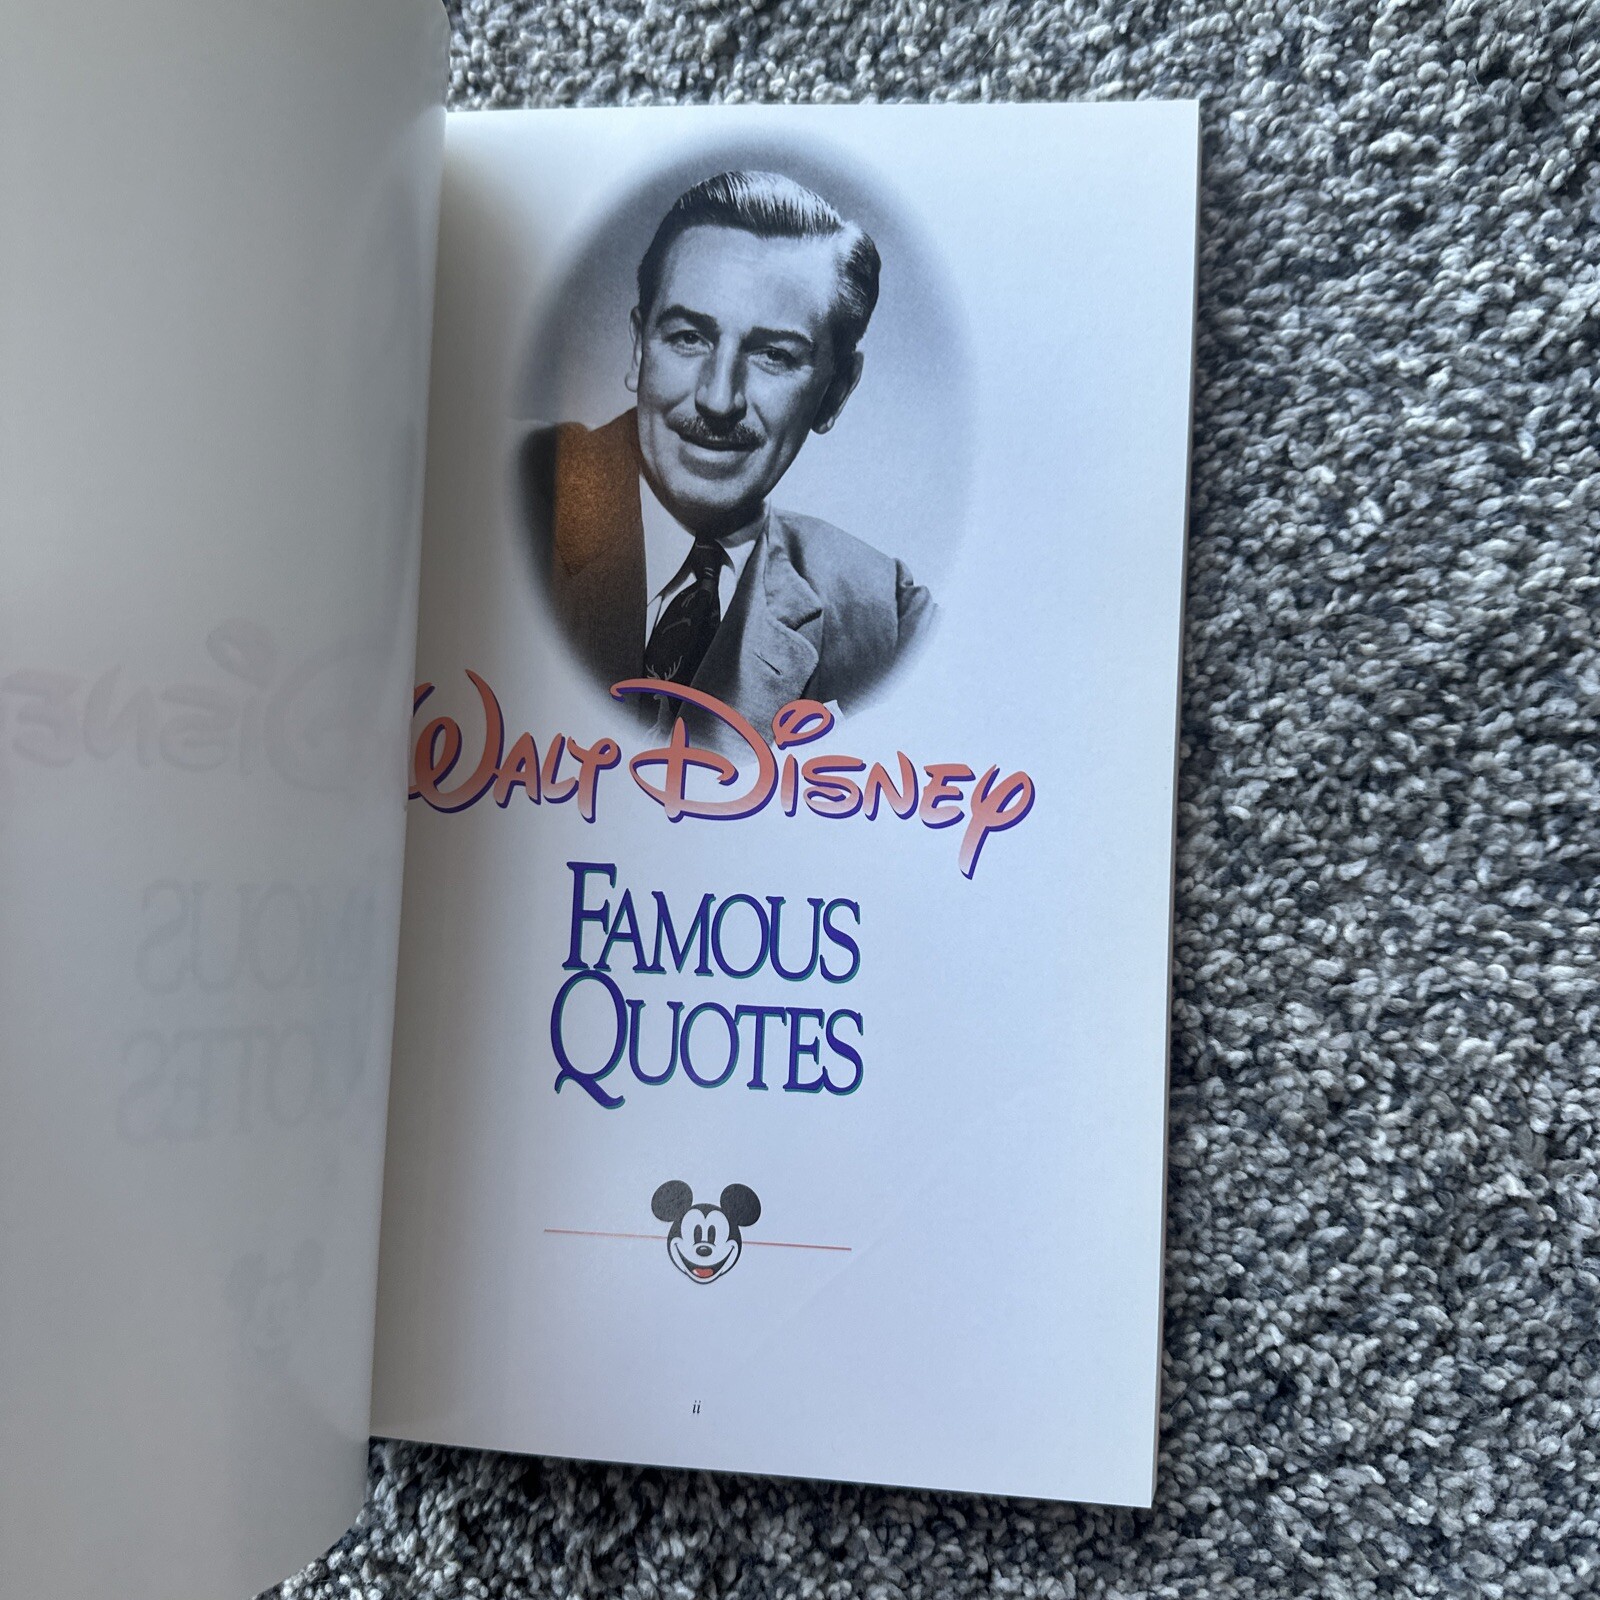 WALT DISNEY
FAMOUS
QUOTES
ii